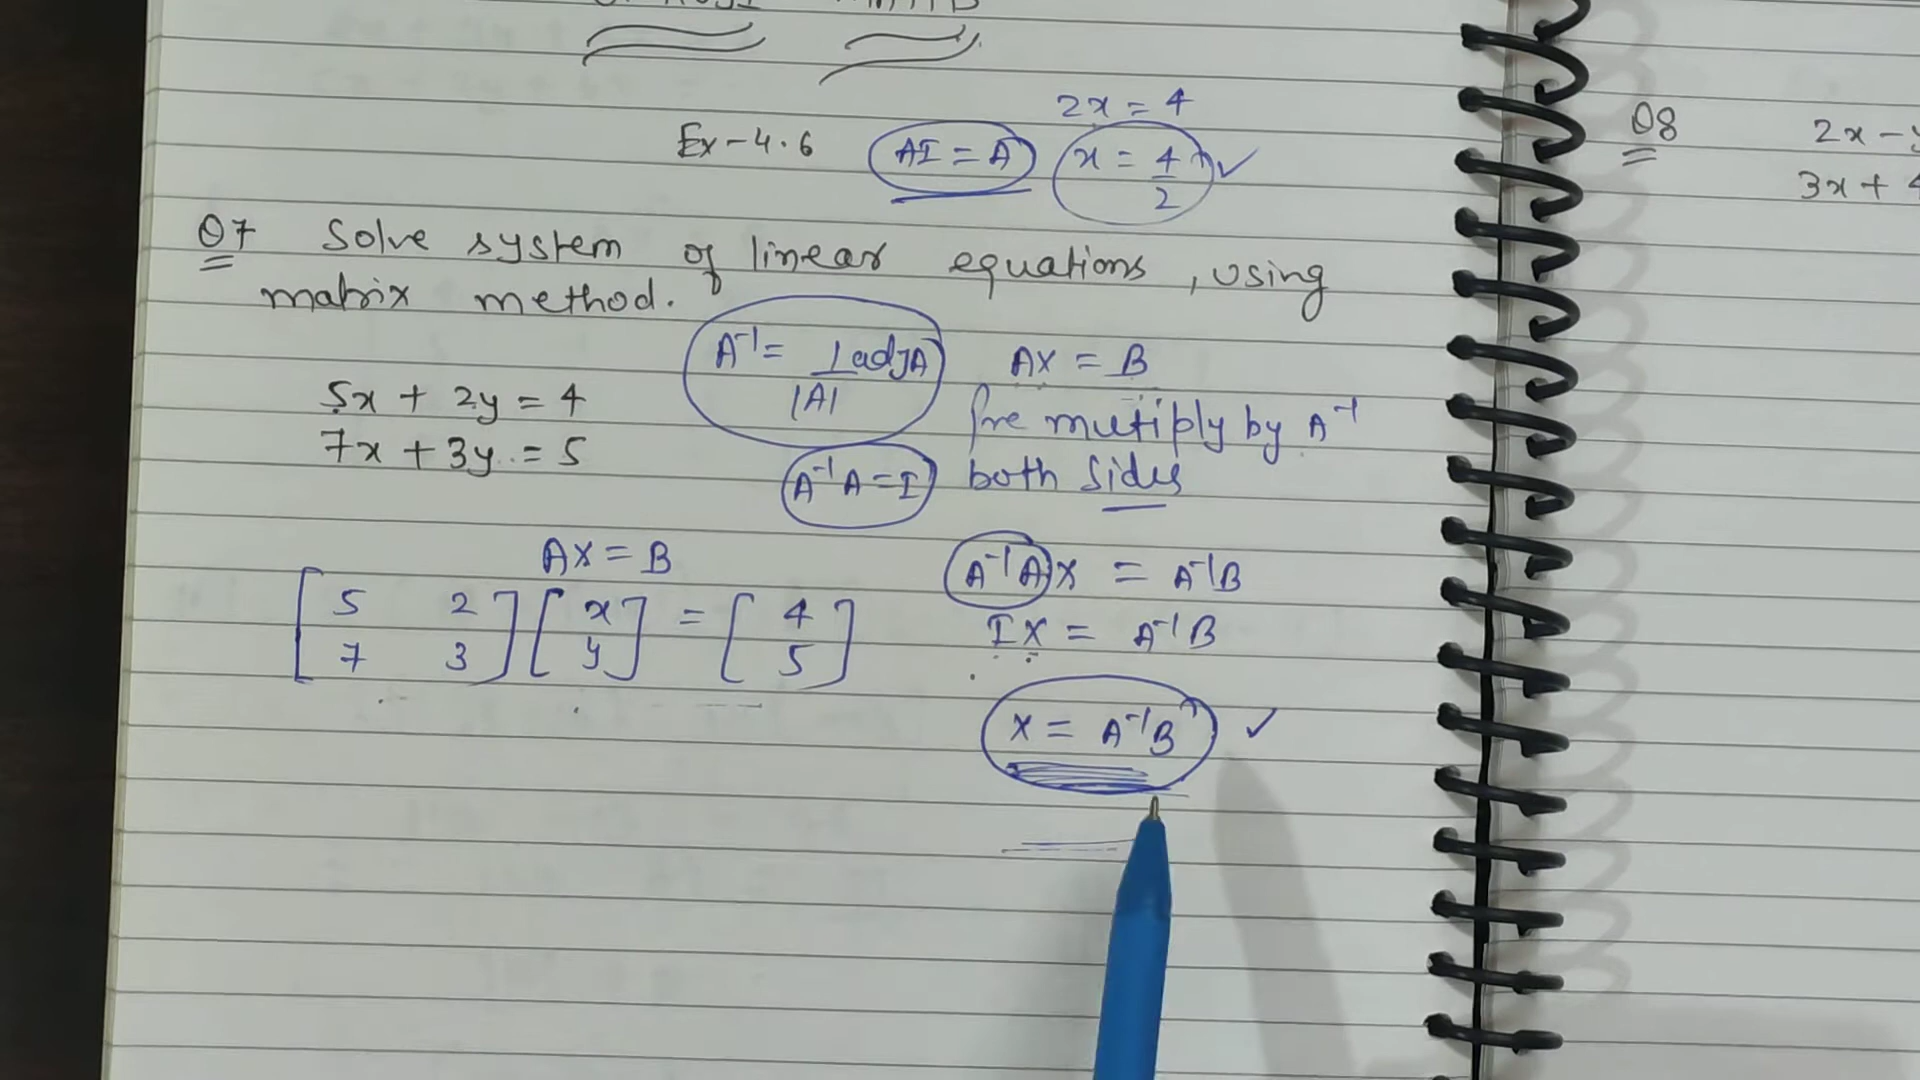 2x = 4
Ex-4.6 AI = A x = 4/2 ✓
Q7 Solve system of linear equations, using
matrix method.
A⁻¹ = 1/|A| adjA
5x + 2y = 4
7x + 3y = 5
A⁻¹A = I
AX = B
Pre mutiply by A⁻¹
both sides
AX = B
[5 2
7 3] [x
y] = [4
5]
A⁻¹AX = A⁻¹B
IX = A⁻¹B
X = A⁻¹B ✓
Q8 2x -
3x +